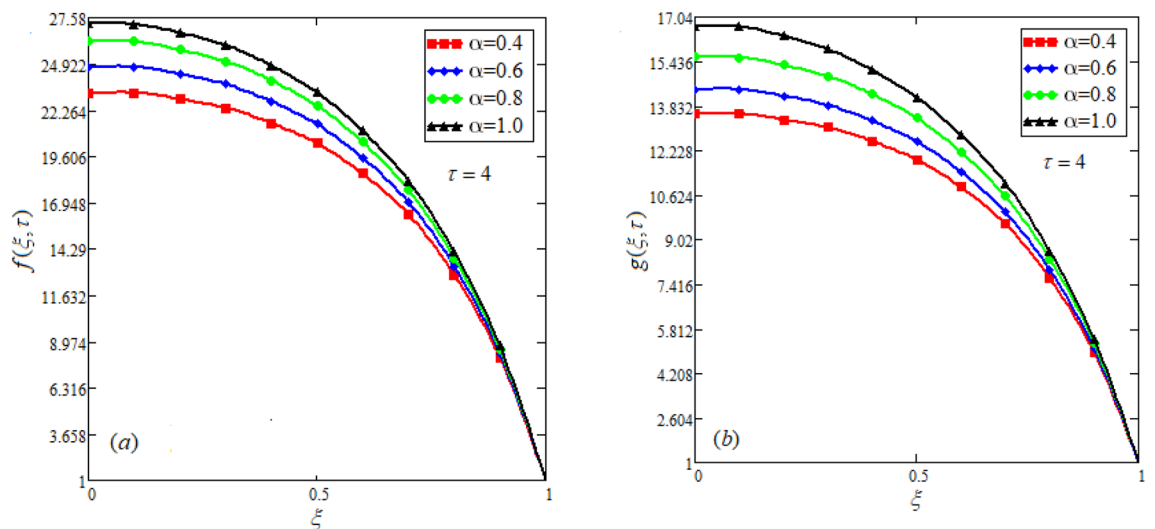 27.58
24.922
22.264
19.606
16.948
14.29
11.632
8.974
6.316
3.658
1
f(ξ,τ)
α=0.4
α=0.6
α=0.8
α=1.0
τ = 4
(a)
0
0.5
1
ξ
17.04
15.436
13.832
12.228
10.624
9.02
7.416
5.812
4.208
2.604
1
g(ξ,τ)
α=0.4
α=0.6
α=0.8
α=1.0
τ = 4
(b)
0
0.5
1
ξ